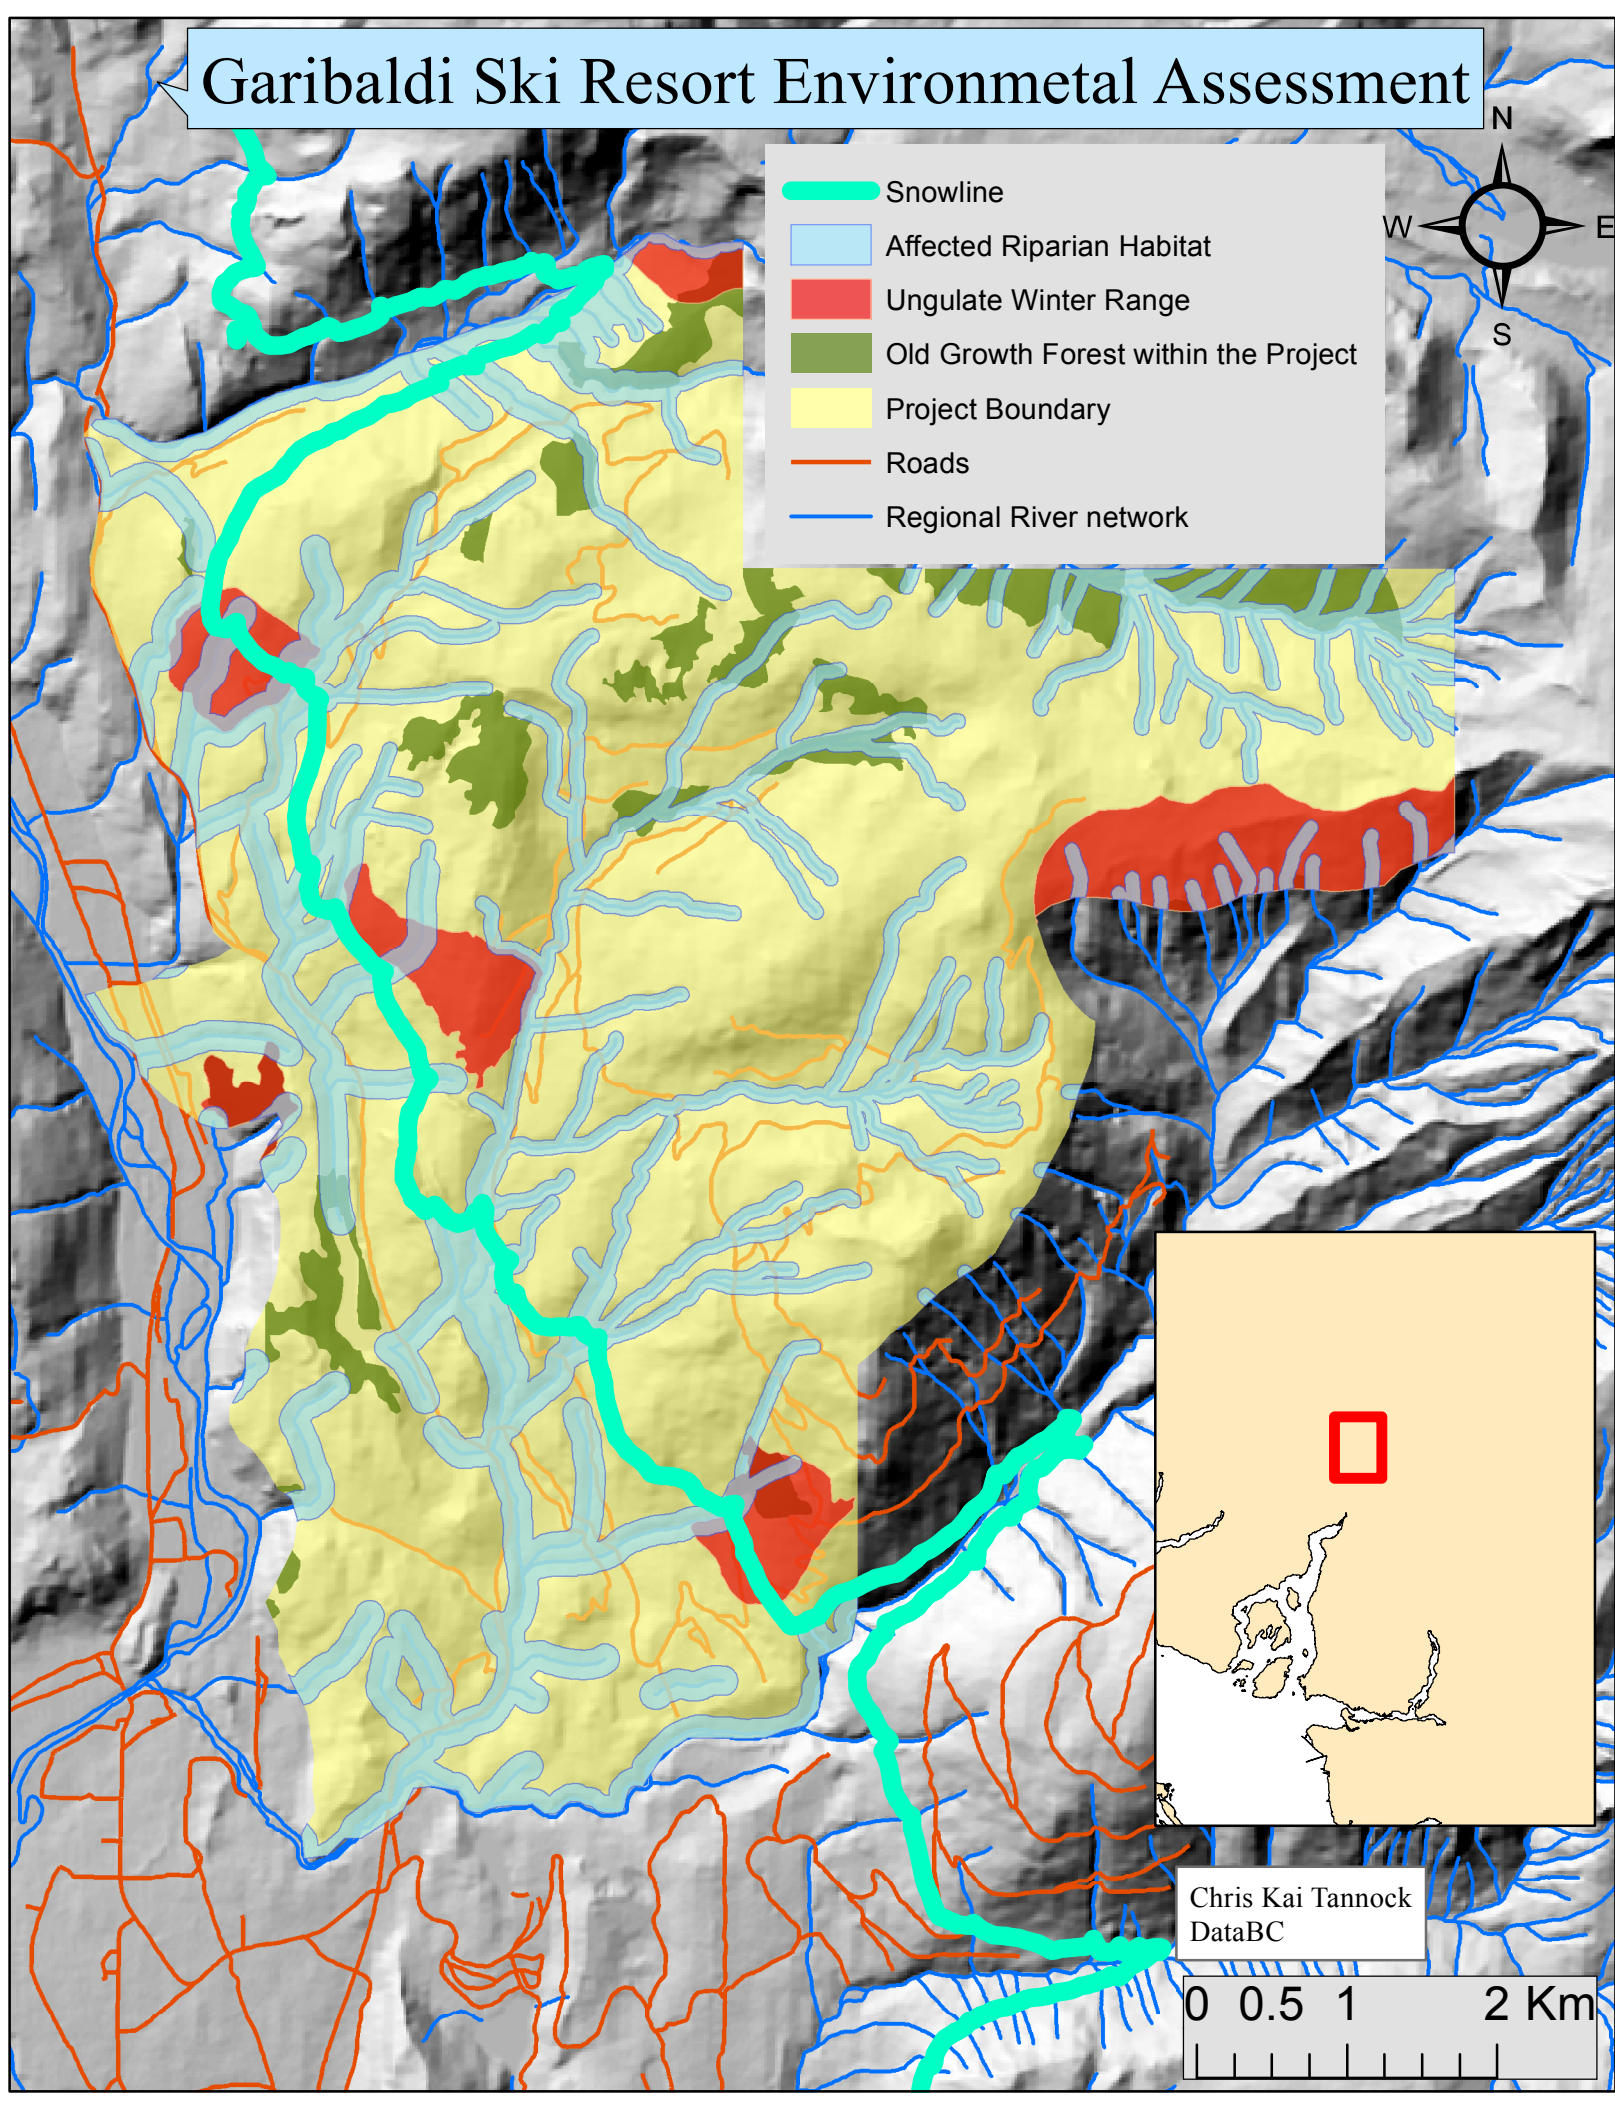 Garibaldi Ski Resort Environmetal Assessment
N
W
E
S
Snowline
Affected Riparian Habitat
Ungulate Winter Range
Old Growth Forest within the Project
Project Boundary
Roads
Regional River network
Chris Kai Tannock
DataBC
0 0.5 1 2 Km